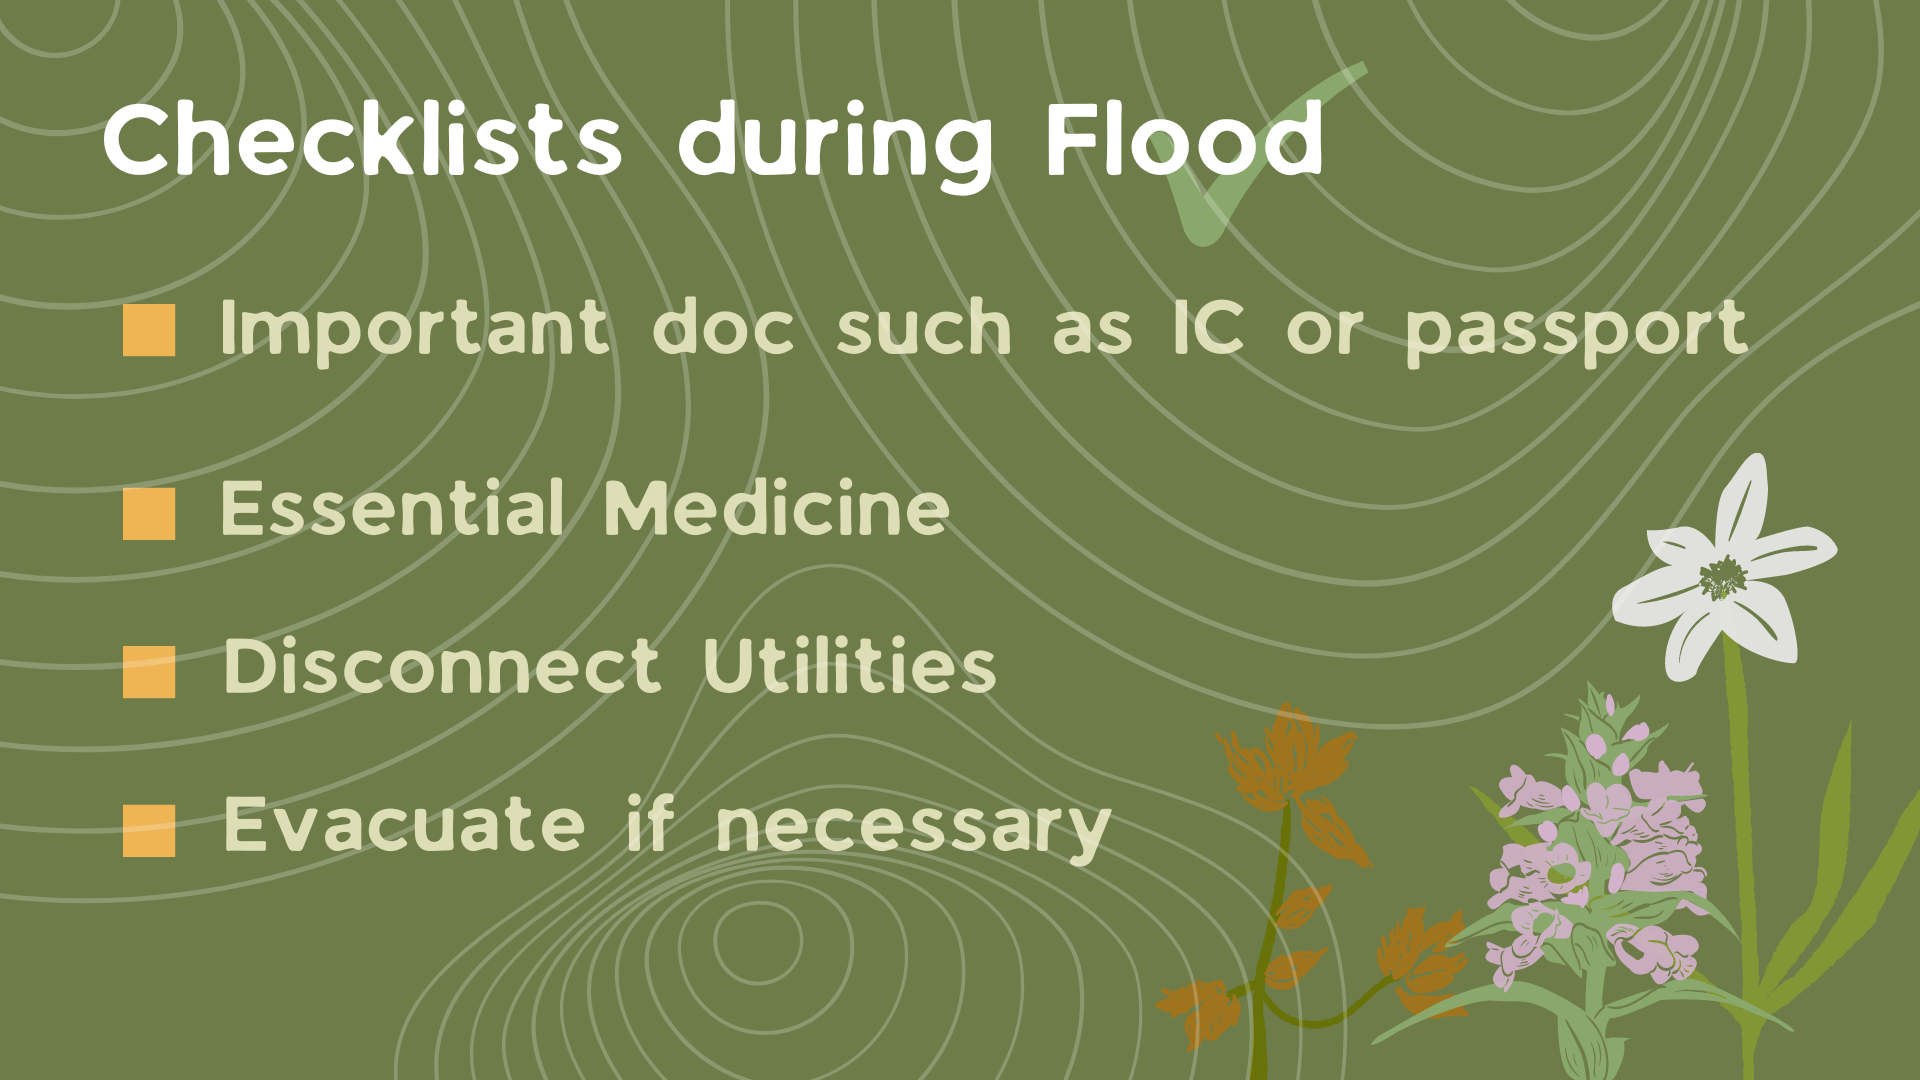 Checklists during Flood
Important doc such as IC or passport
Essential Medicine
Disconnect Utilities
Evacuate if necessary